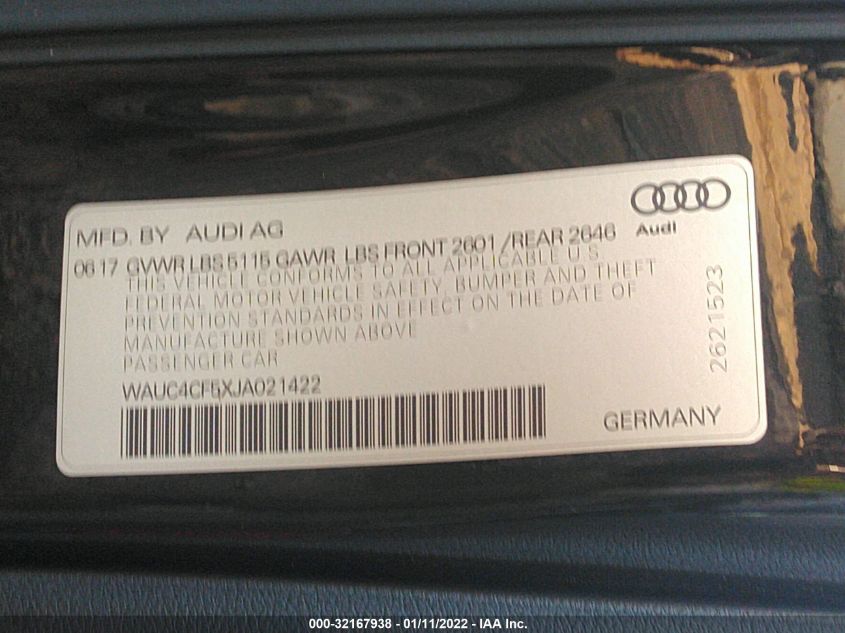 MFD. BY AUDI AG
Audi
06 17 GVWR LBS 5115 GAWR LBS FRONT 2601 / REAR 2646
THIS VEHICLE CONFORMS TO ALL APPLICABLE U.S.
FEDERAL MOTOR VEHICLE SAFETY, BUMPER AND THEFT
PREVENTION STANDARDS IN EFFECT ON THE DATE OF
MANUFACTURE SHOWN ABOVE
PASSENGER CAR
WAUC4CF5XJA021422
2621523
GERMANY
000-32167938 - 01/11/2022 - IAA Inc.